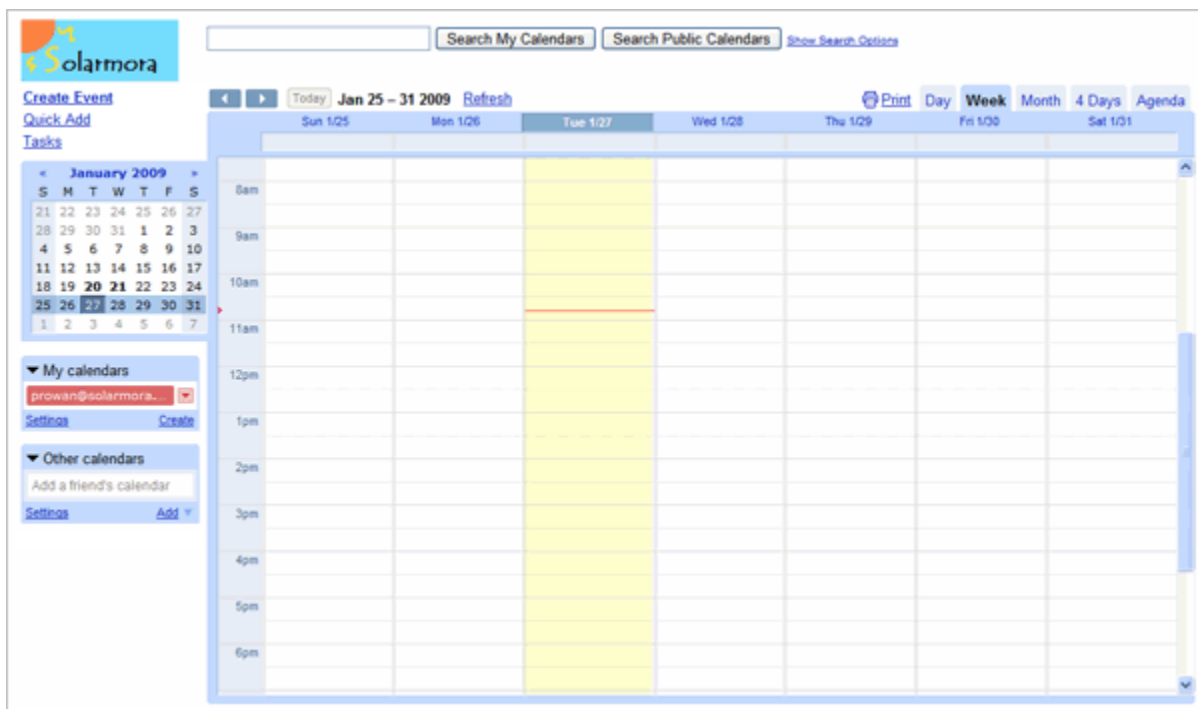 Solarmora
Search My Calendars Search Public Calendars Show Search Options
Create Event
Quick Add
Tasks
Today Jan 25 – 31 2009 Refresh Print Day Week Month 4 Days Agenda
Sun 1/25 Mon 1/26 Tue 1/27 Wed 1/28 Thu 1/29 Fri 1/30 Sat 1/31
« January 2009 »
S M T W T F S
21 22 23 24 25 26 27
28 29 30 31 1 2 3
4 5 6 7 8 9 10
11 12 13 14 15 16 17
18 19 20 21 22 23 24
25 26 27 28 29 30 31
1 2 3 4 5 6 7
My calendars
prowan@solarmora....
Settings Create
Other calendars
Add a friend's calendar
Settings Add
8am
9am
10am
11am
12pm
1pm
2pm
3pm
4pm
5pm
6pm